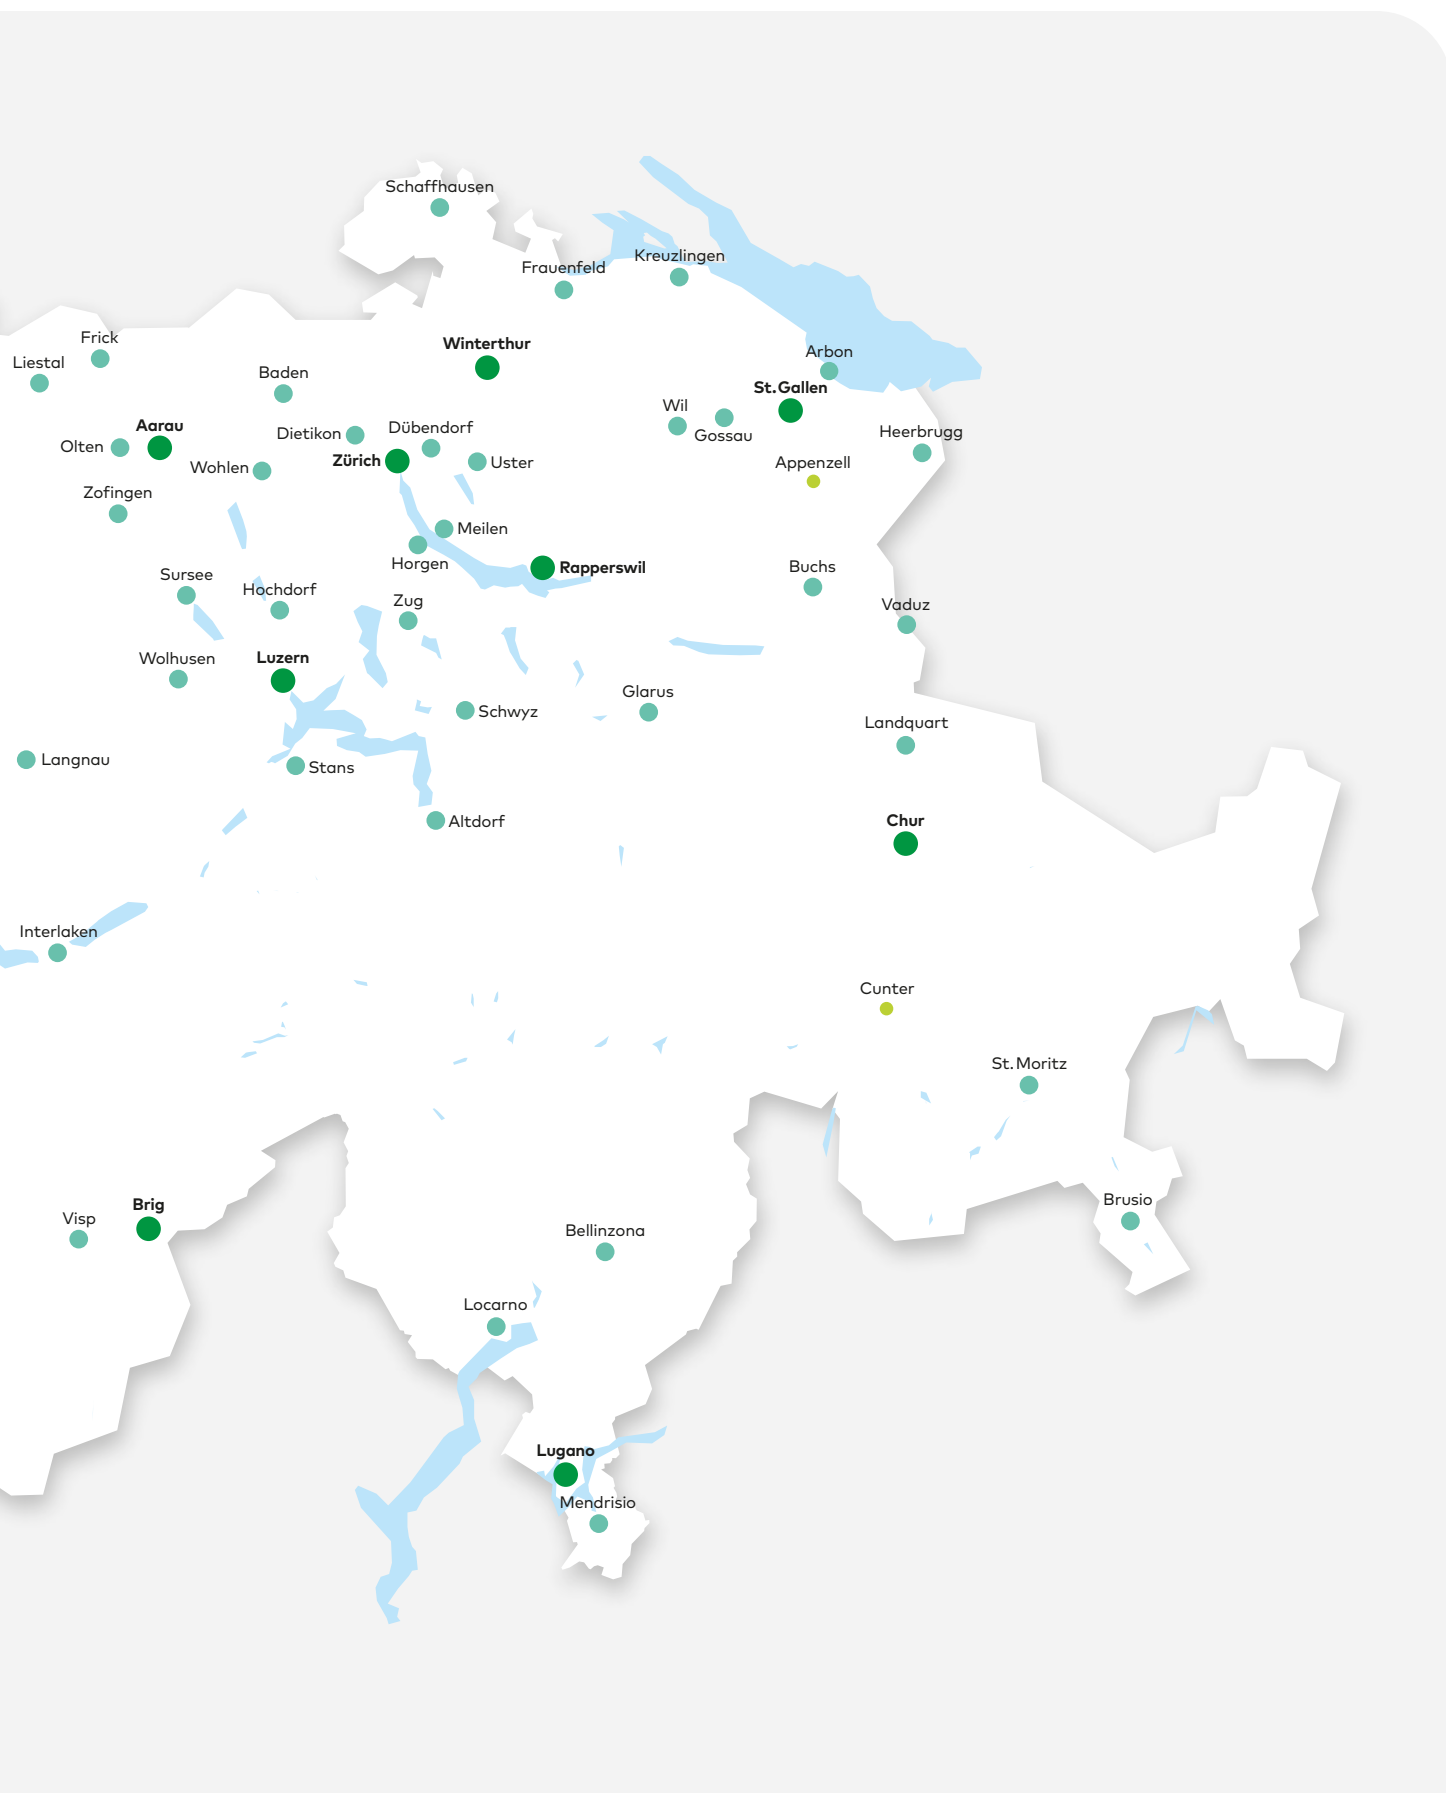 Schaffhausen
Kreuzlingen
Frauenfeld
Frick
Winterthur
Arbon
Liestal
Baden
St.Gallen
Wil
Gossau
Aarau
Dübendorf
Heerbrugg
Dietikon
Olten
Zürich
Uster
Appenzell
Wohlen
Zofingen
Meilen
Horgen
Rapperswil
Buchs
Sursee
Hochdorf
Zug
Vaduz
Wolhusen
Luzern
Glarus
Schwyz
Landquart
Langnau
Stans
Altdorf
Chur
Interlaken
Cunter
St.Moritz
Brusio
Brig
Visp
Bellinzona
Locarno
Lugano
Mendrisio